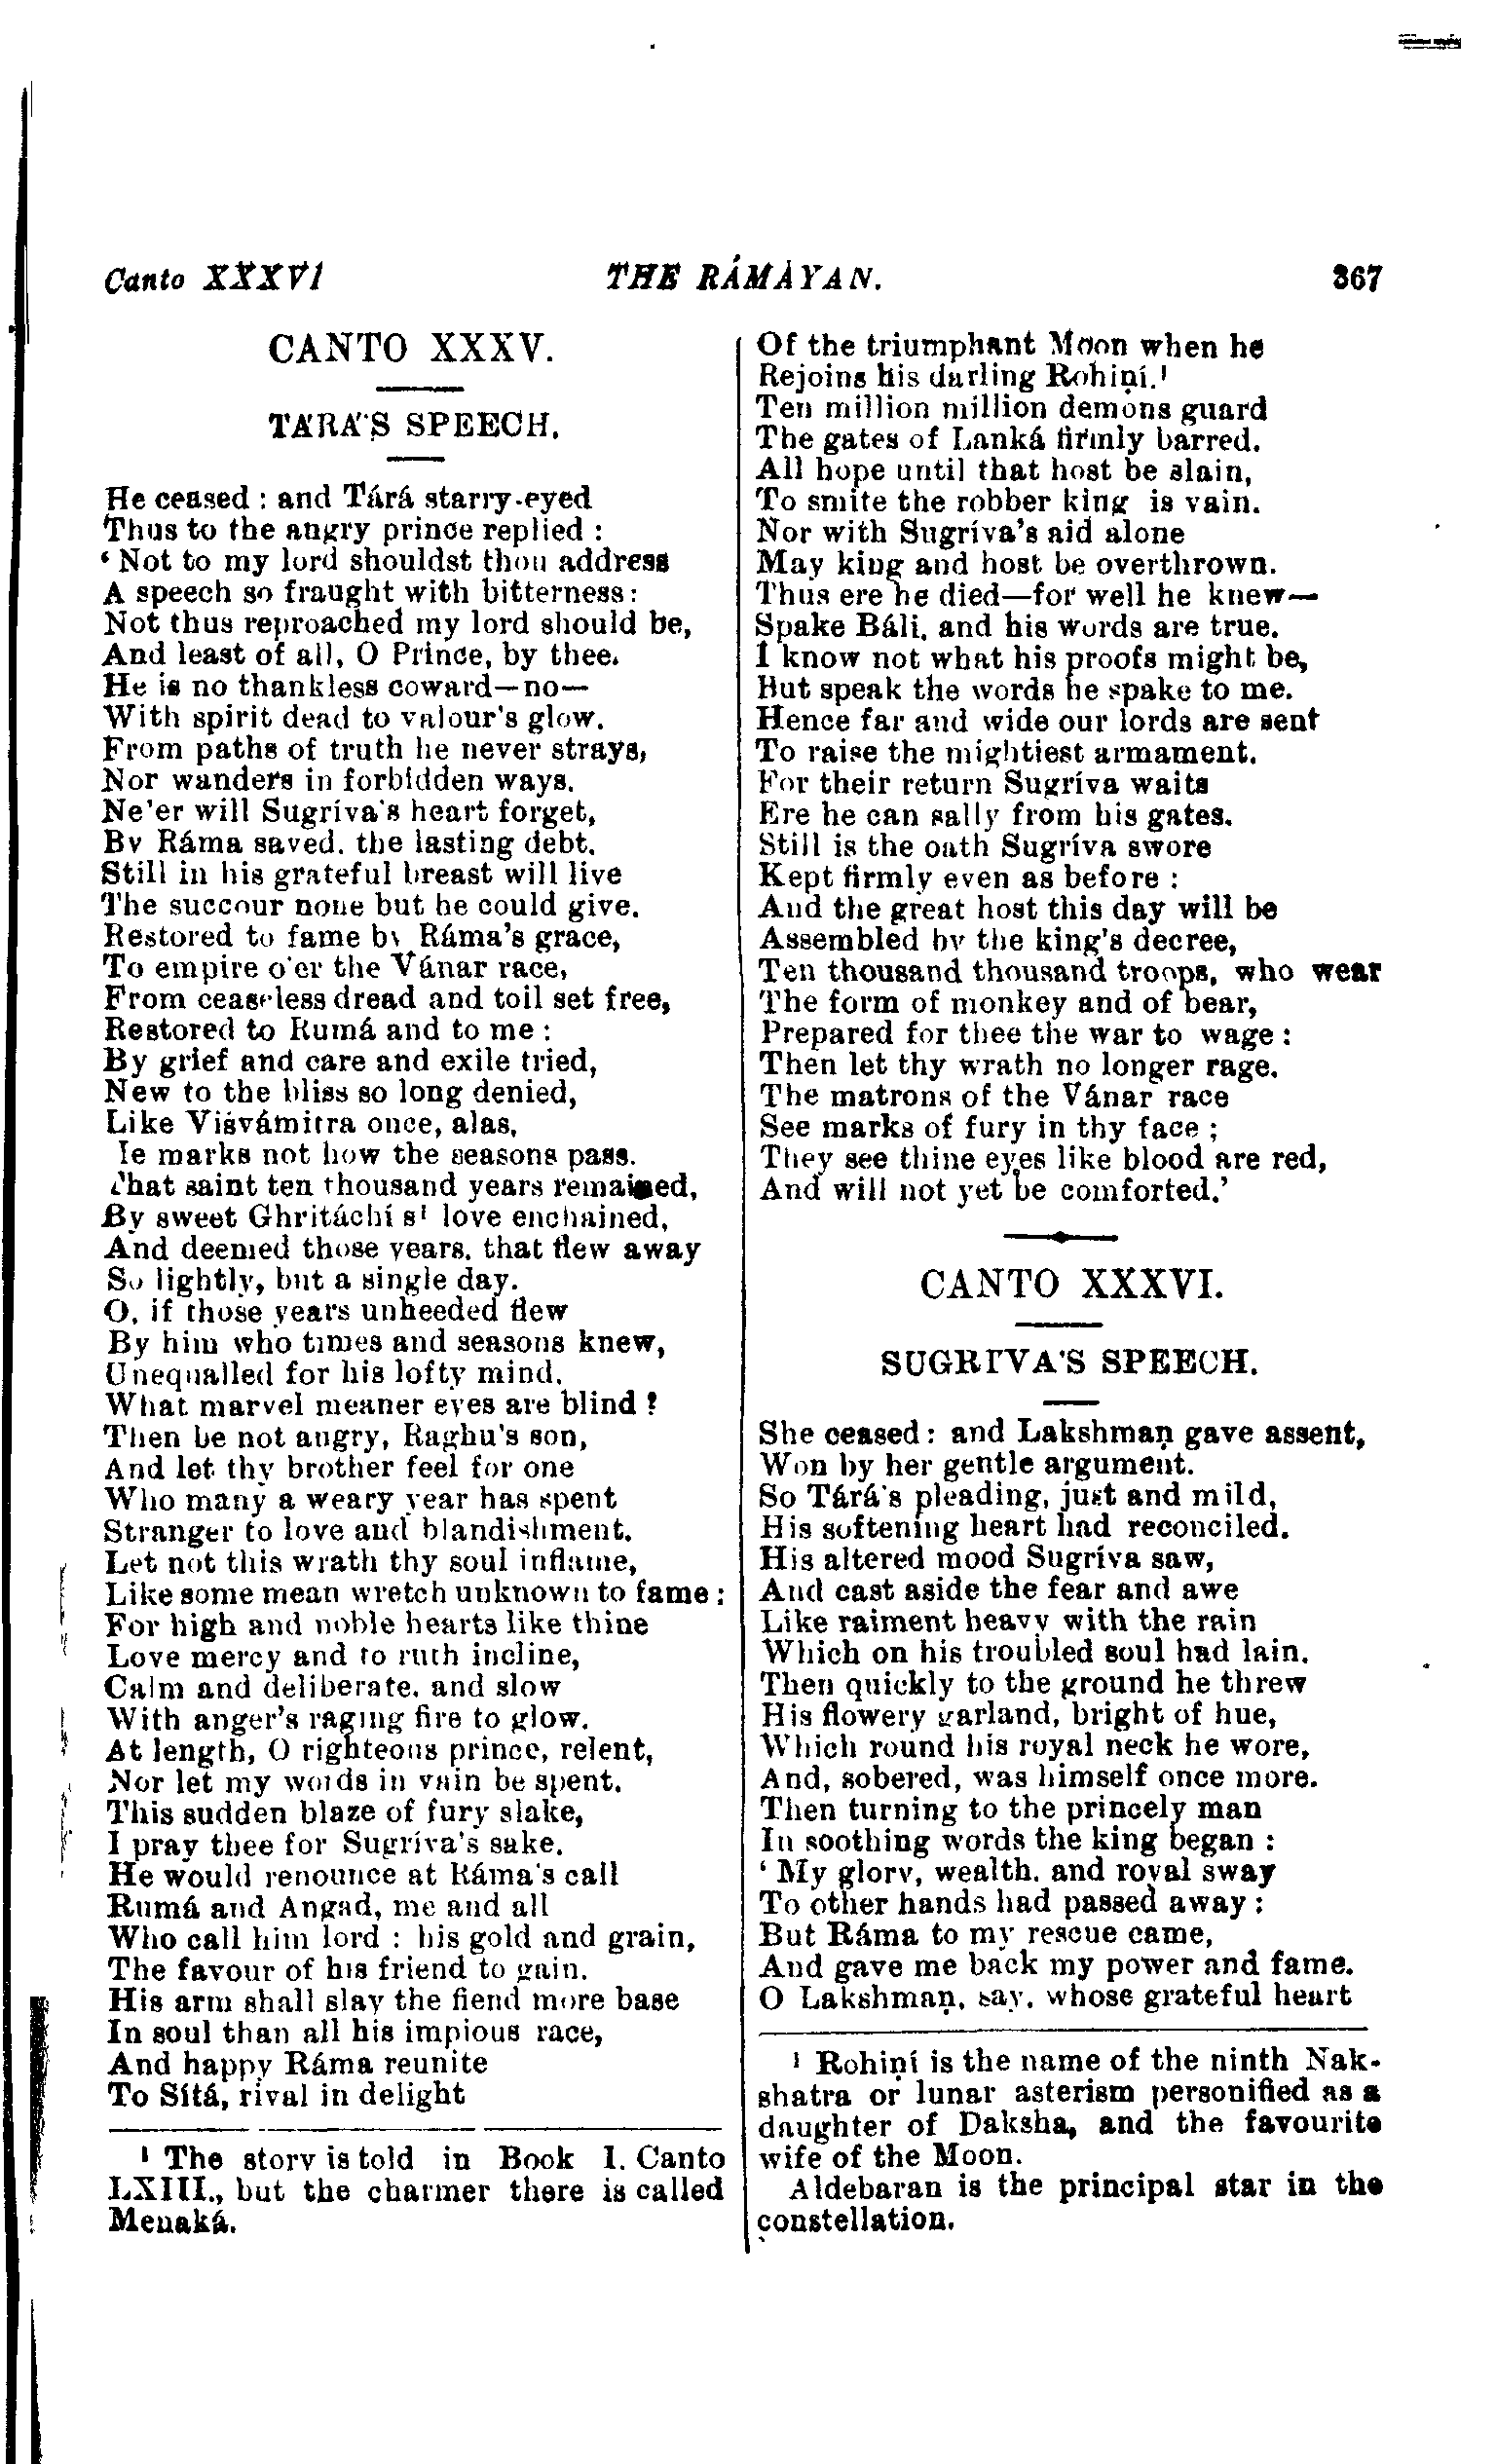 Canto XXXVI THE RÁMÁYAN. 367
CANTO XXXV.
TÁRÁ'S SPEECH.
He ceased : and Tárá starry-eyed
Thus to the angry prince replied :
‘ Not to my lord shouldst thou address
A speech so fraught with bitterness:
Not thus reproached my lord should be,
And least of all, O Prince, by thee.
He is no thankless coward—no—
With spirit dead to valour's glow.
From paths of truth he never strays,
Nor wanders in forbidden ways.
Ne'er will Sugríva's heart forget,
By Ráma saved, the lasting debt.
Still in his grateful breast will live
The succour none but he could give.
Restored to fame by Ráma's grace,
To empire o'er the Vánar race,
From ceaseless dread and toil set free,
Restored to Rumá and to me :
By grief and care and exile tried,
New to the bliss so long denied,
Like Viśvámitra once, alas,
He marks not how the seasons pass.
That saint ten thousand years remained,
By sweet Ghritáchí s¹ love enchained,
And deemed those years, that flew away
So lightly, but a single day.
O, if those years unheeded flew
By him who times and seasons knew,
Unequalled for his lofty mind,
What marvel meaner eyes are blind !
Then be not angry, Raghu's son,
And let thy brother feel for one
Who many a weary year has spent
Stranger to love and blandishment.
Let not this wrath thy soul inflame,
Like some mean wretch unknown to fame :
For high and noble hearts like thine
Love mercy and to ruth incline,
Calm and deliberate, and slow
With anger's raging fire to glow.
At length, O righteous prince, relent,
Nor let my words in vain be spent.
This sudden blaze of fury slake,
I pray thee for Sugríva's sake.
He would renounce at Ráma's call
Rumá and Angad, me and all
Who call him lord : his gold and grain,
The favour of his friend to gain.
His arm shall slay the fiend more base
In soul than all his impious race,
And happy Ráma reunite
To Sítá, rival in delight
¹ The story is told in Book I. Canto
LXIII., but the charmer there is called
Menaká.
Of the triumphant Moon when he
Rejoins his darling Rohiṇí.¹
Ten million million demons guard
The gates of Lanká firmly barred.
All hope until that host be slain,
To smite the robber king is vain.
Nor with Sugríva's aid alone
May king and host be overthrown.
Thus ere he died—for well he knew—
Spake Báli, and his words are true.
I know not what his proofs might be,
But speak the words he spake to me.
Hence far and wide our lords are sent
To raise the mightiest armament.
For their return Sugríva waits
Ere he can sally from his gates.
Still is the oath Sugríva swore
Kept firmly even as before :
And the great host this day will be
Assembled by the king's decree,
Ten thousand thousand troops, who wear
The form of monkey and of bear,
Prepared for thee the war to wage :
Then let thy wrath no longer rage.
The matrons of the Vánar race
See marks of fury in thy face ;
They see thine eyes like blood are red,
And will not yet be comforted.’
CANTO XXXVI.
SUGRÍVA'S SPEECH.
She ceased : and Lakshmaṇ gave assent,
Won by her gentle argument.
So Tárá's pleading, just and mild,
His softening heart had reconciled.
His altered mood Sugríva saw,
And cast aside the fear and awe
Like raiment heavy with the rain
Which on his troubled soul had lain.
Then quickly to the ground he threw
His flowery garland, bright of hue,
Which round his royal neck he wore,
And, sobered, was himself once more.
Then turning to the princely man
In soothing words the king began :
‘ My glory, wealth, and royal sway
To other hands had passed away :
But Ráma to my rescue came,
And gave me back my power and fame.
O Lakshmaṇ, say, whose grateful heart
¹ Rohiṇí is the name of the ninth Nak-
shatra or lunar asterism personified as a
daughter of Daksha, and the favourite
wife of the Moon.
Aldebaran is the principal star in the
constellation.